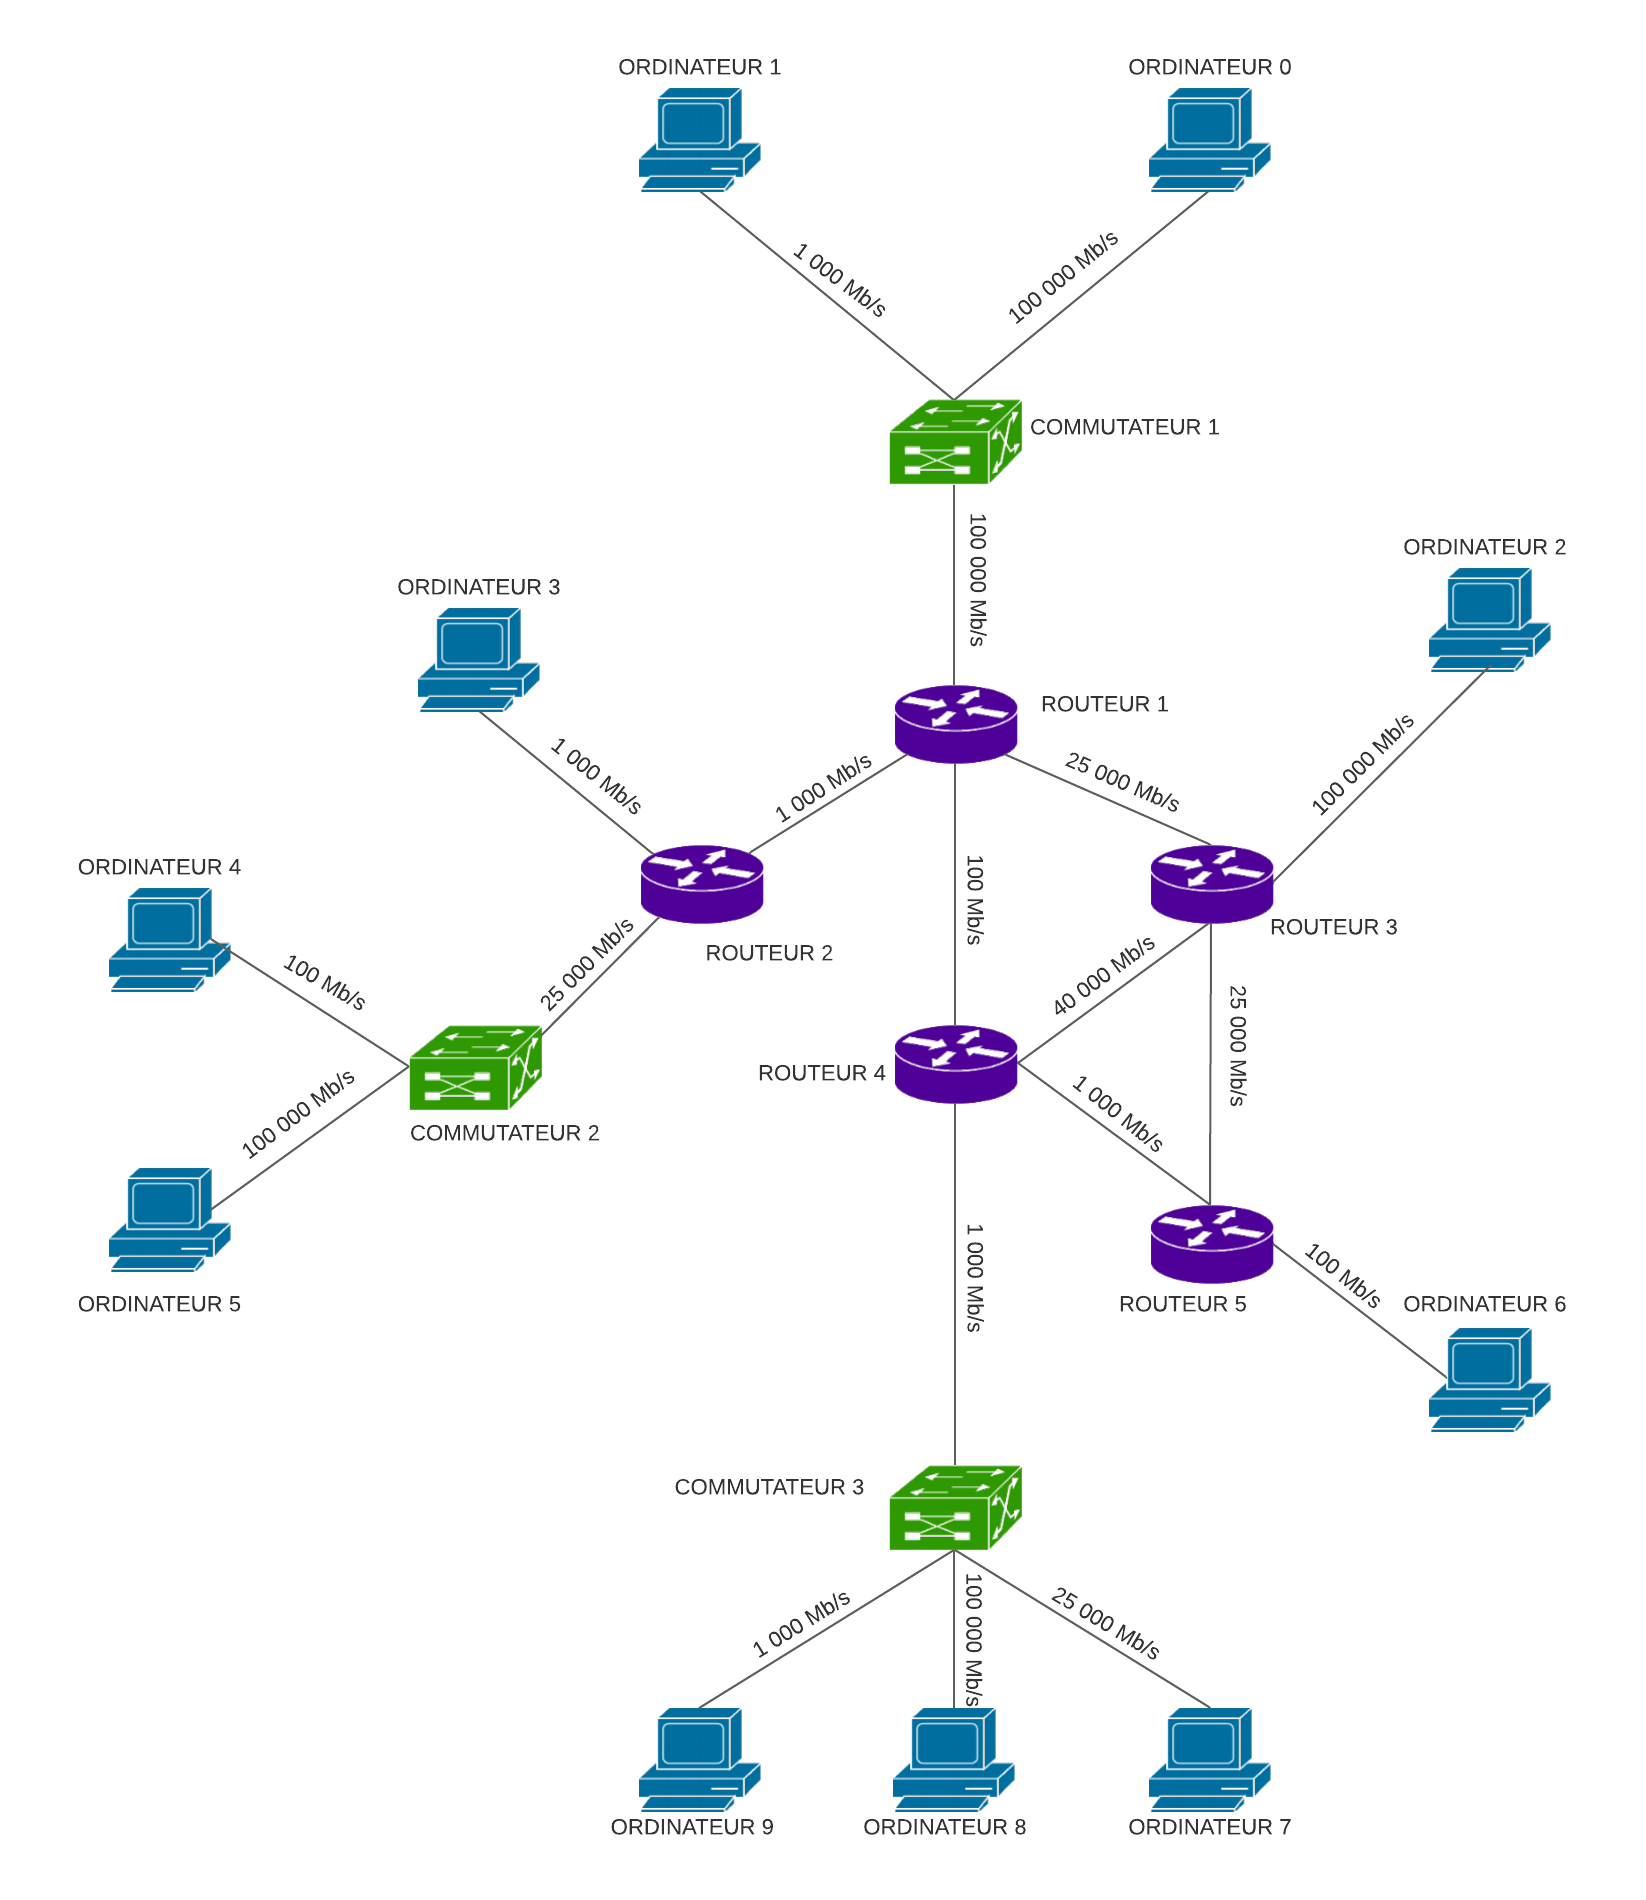 ORDINATEUR 1
ORDINATEUR 0
1 000 Mb/s
100 000 Mb/s
COMMUTATEUR 1
100 000 Mb/s
ORDINATEUR 2
ORDINATEUR 3
ROUTEUR 1
1 000 Mb/s
1 000 Mb/s
25 000 Mb/s
100 000 Mb/s
ORDINATEUR 4
100 Mb/s
ROUTEUR 3
ROUTEUR 2
100 Mb/s
25 000 Mb/s
40 000 Mb/s
25 000 Mb/s
ROUTEUR 4
100 000 Mb/s
1 000 Mb/s
COMMUTATEUR 2
1 000 Mb/s
100 Mb/s
ORDINATEUR 5
ROUTEUR 5
ORDINATEUR 6
COMMUTATEUR 3
1 000 Mb/s
100 000 Mb/s
25 000 Mb/s
ORDINATEUR 9
ORDINATEUR 8
ORDINATEUR 7